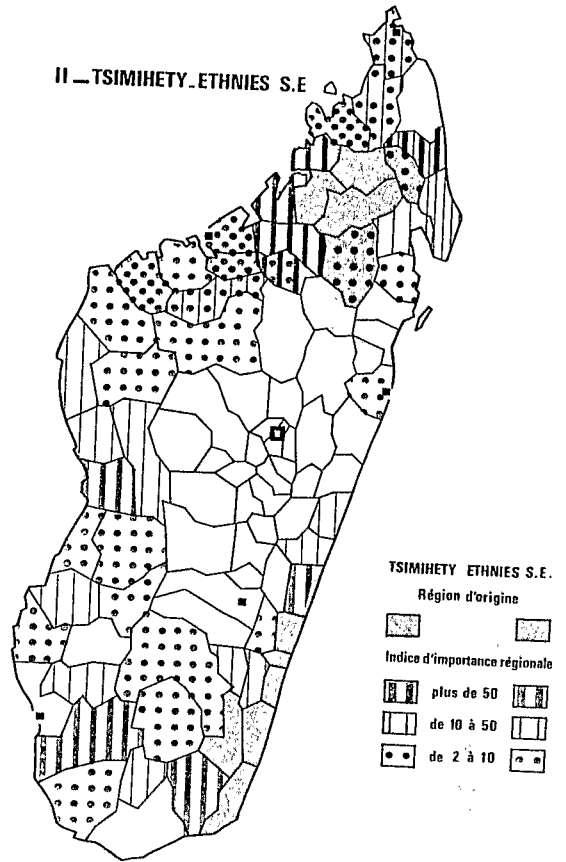 II _ TSIMIHETY _ ETHNIES S.E
TSIMIHETY ETHNIES S.E.
Région d'origine
Indice d'importance régionale
plus de 50
de 10 à 50
de 2 à 10